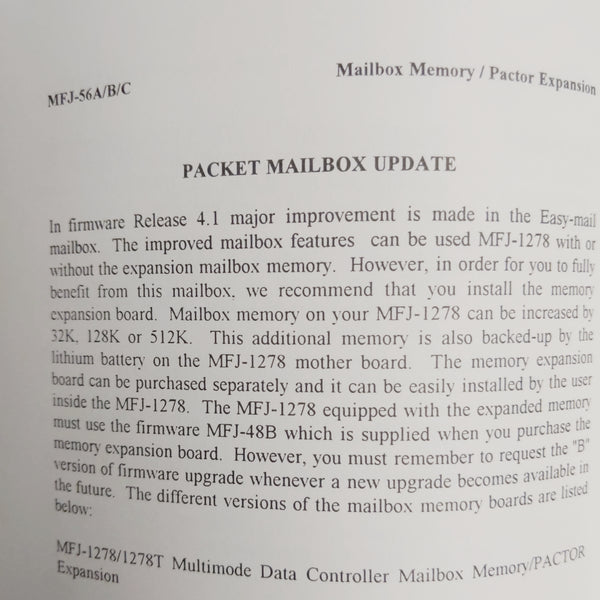 MFJ-56A/B/C
Mailbox Memory / Pactor Expansion
PACKET MAILBOX UPDATE
In firmware Release 4.1 major improvement is made in the Easy-mail
mailbox. The improved mailbox features can be used MFJ-1278 with or
without the expansion mailbox memory. However, in order for you to fully
benefit from this mailbox, we recommend that you install the memory
expansion board. Mailbox memory on your MFJ-1278 can be increased by
32K, 128K or 512K. This additional memory is also backed-up by the
lithium battery on the MFJ-1278 mother board. The memory expansion
board can be purchased separately and it can be easily installed by the user
inside the MFJ-1278. The MFJ-1278 equipped with the expanded memory
must use the firmware MFJ-48B which is supplied when you purchase the
memory expansion board. However, you must remember to request the "B"
version of firmware upgrade whenever a new upgrade becomes available in
the future. The different versions of the mailbox memory boards are listed
below:
MFJ-1278/1278T Multimode Data Controller Mailbox Memory/PACTOR
Expansion